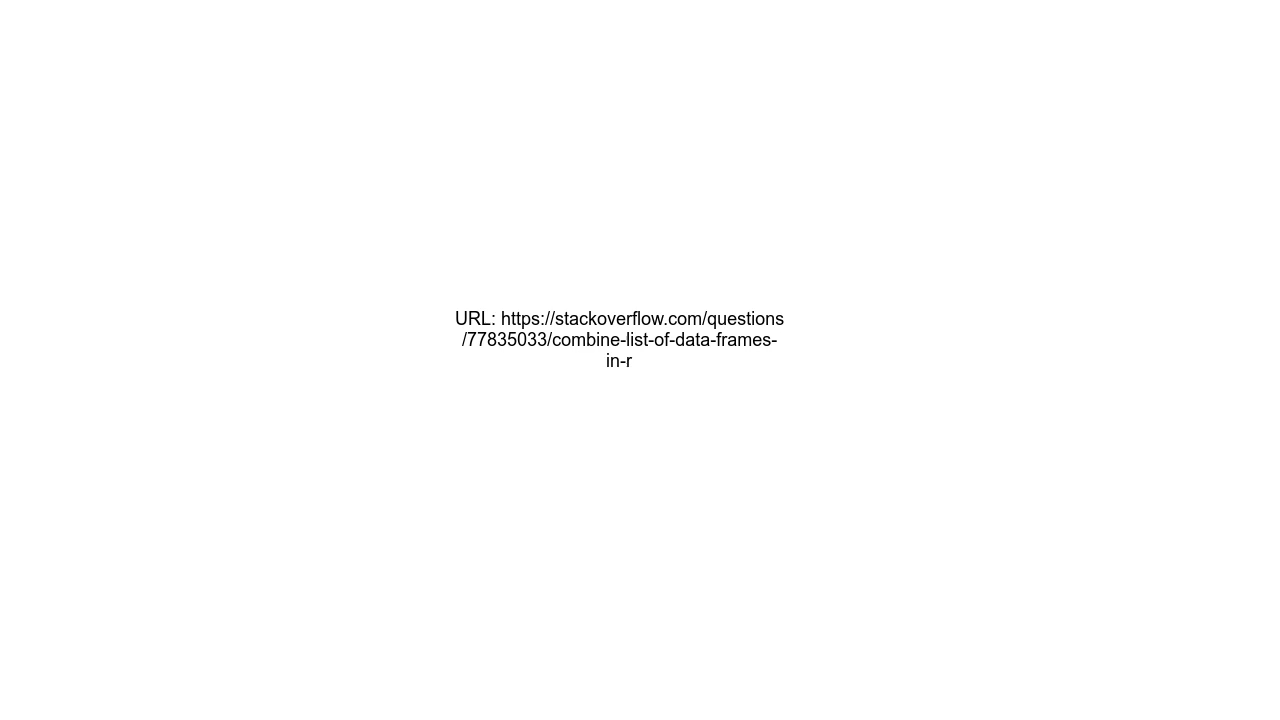 URL: https://stackoverflow.com/questions
/77835033/combine-list-of-data-frames-
in-r